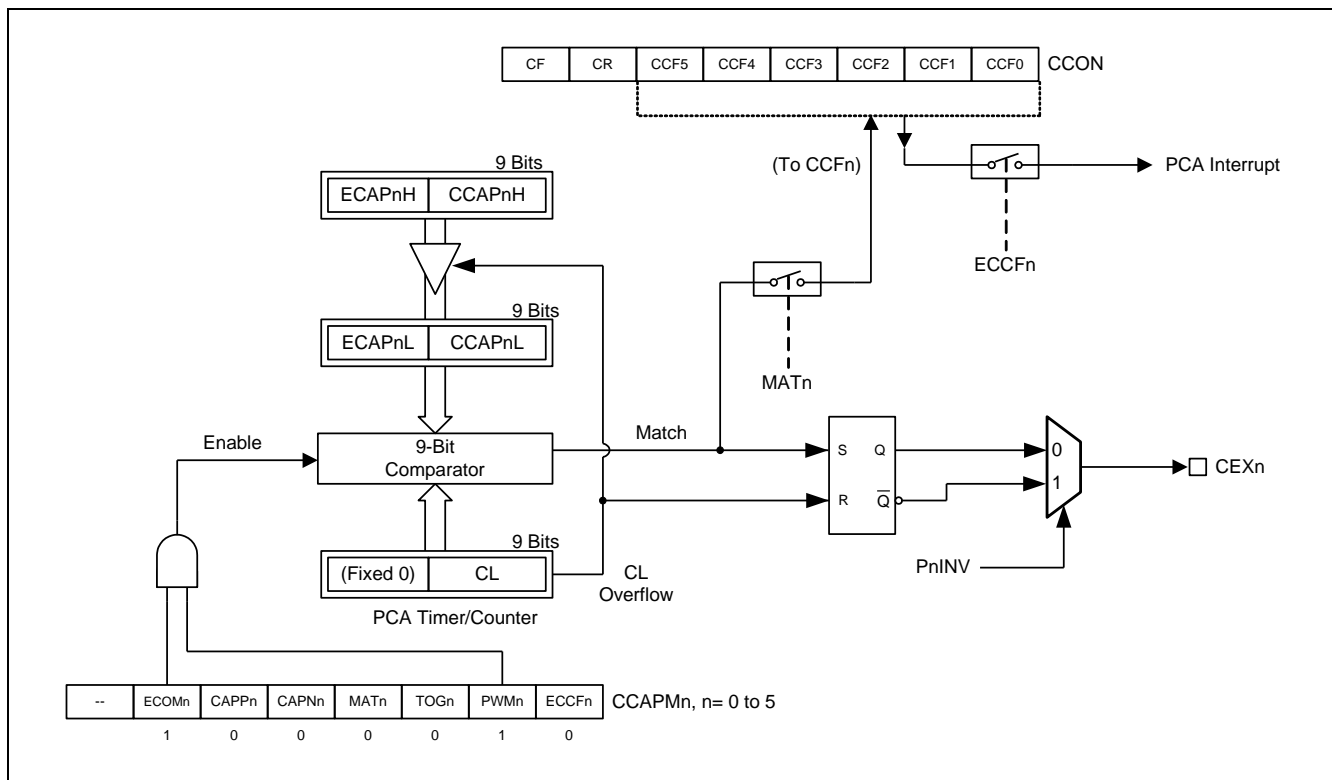 CF CR CCF5 CCF4 CCF3 CCF2 CCF1 CCF0 CCON
9 Bits
(To CCFn)
PCA Interrupt
ECAPnH CCAPnH
ECCFn
9 Bits
ECAPnL CCAPnL
MATn
Enable
9-Bit
Comparator
Match
S Q
R Q
0
1
CEXn
9 Bits
(Fixed 0) CL
CL
Overflow
PnINV
PCA Timer/Counter
-- ECOMn CAPPn CAPNn MATn TOGn PWMn ECCFn CCAPMn, n= 0 to 5
1 0 0 0 0 1 0